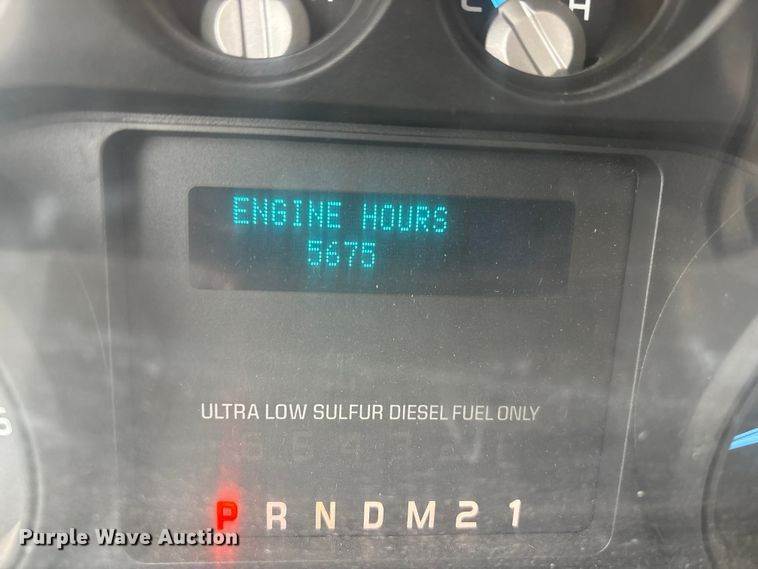 C H
ENGINE HOURS
5675
ULTRA LOW SULFUR DIESEL FUEL ONLY
P R N D M 2 1
Purple Wave Auction